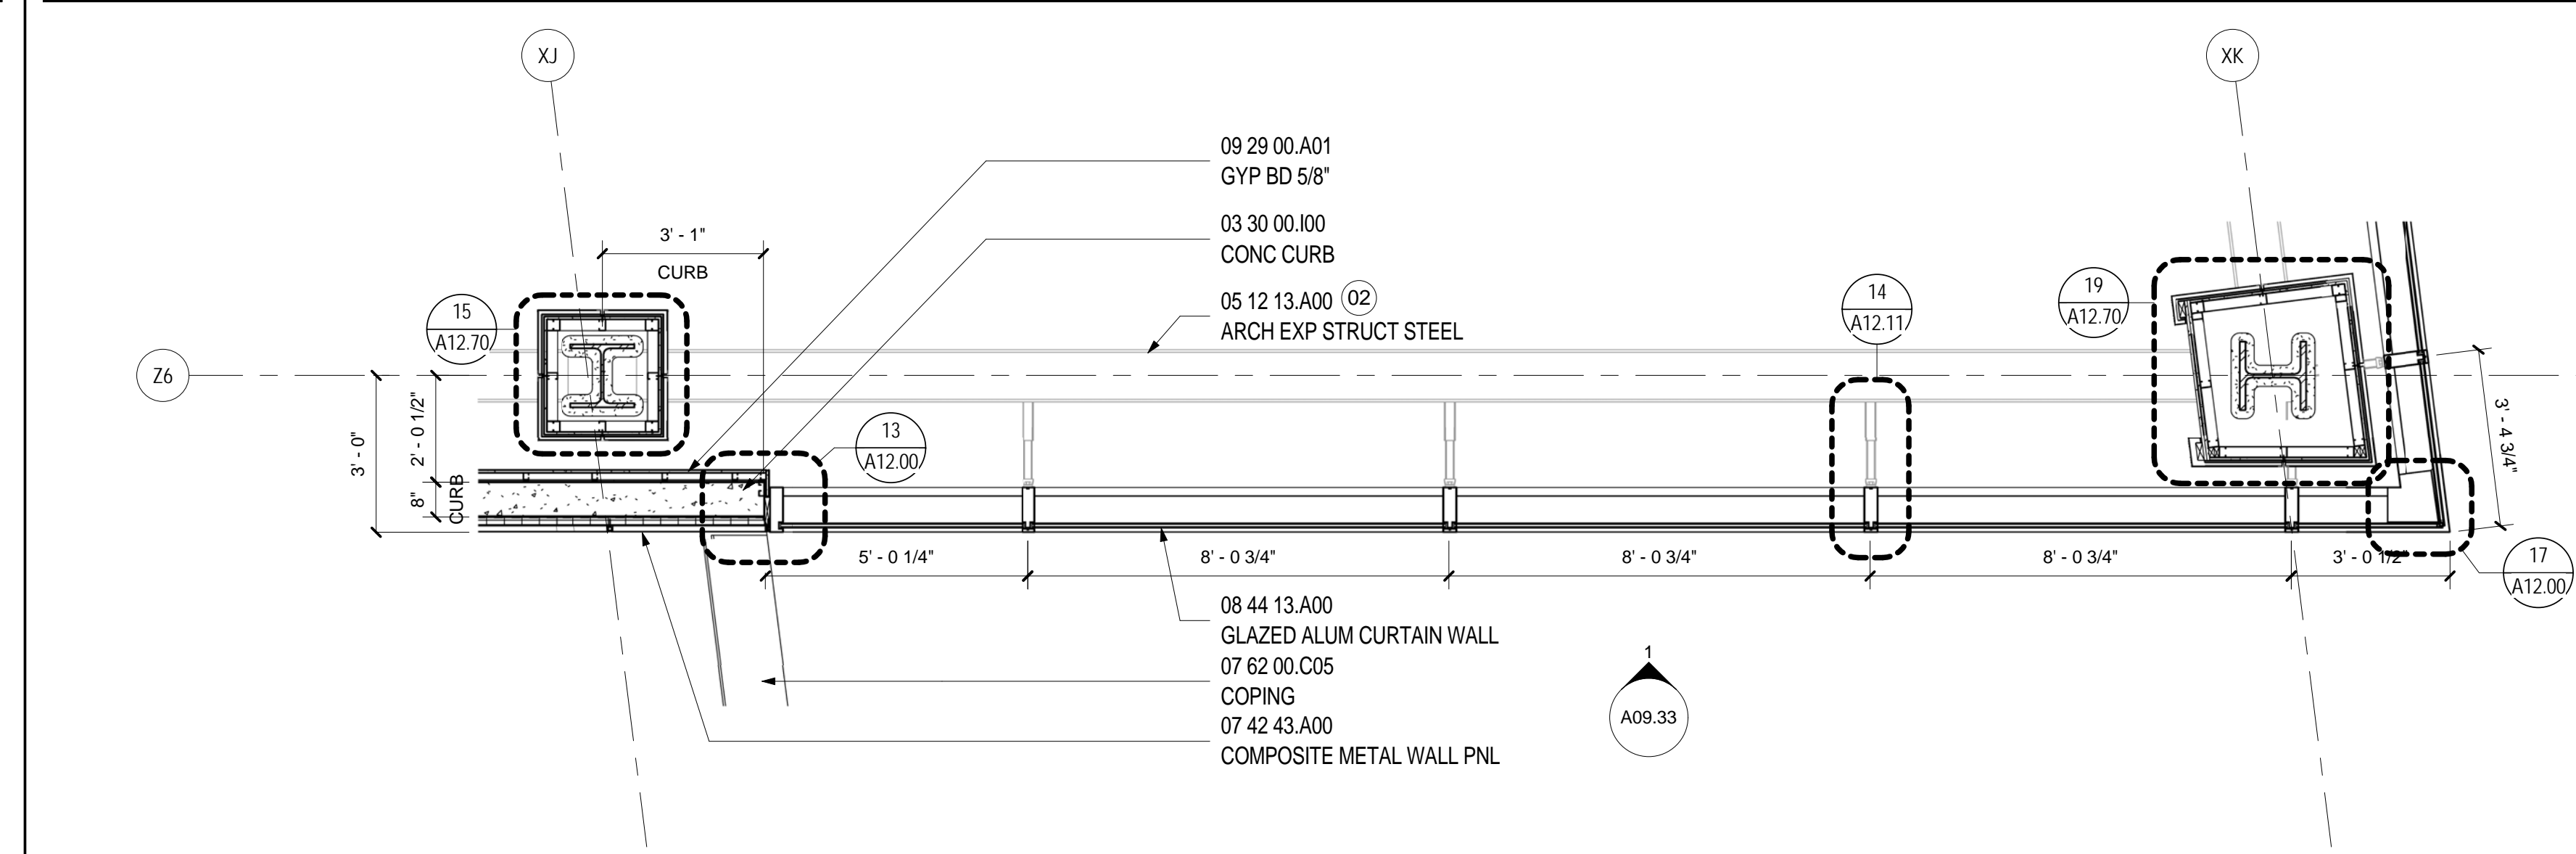 XJ
XK
09 29 00.A01
GYP BD 5/8"
03 30 00.I00
CONC CURB
05 12 13.A00 02
ARCH EXP STRUCT STEEL
3' - 1"
CURB
15
A12.70
14
A12.11
19
A12.70
Z6
3' - 0"
2' - 0 1/2"
8"
CURB
13
A12.00
3' - 4 3/4"
5' - 0 1/4"
8' - 0 3/4"
8' - 0 3/4"
8' - 0 3/4"
3' - 0 1/2"
17
A12.00
08 44 13.A00
GLAZED ALUM CURTAIN WALL
07 62 00.C05
COPING
07 42 43.A00
COMPOSITE METAL WALL PNL
1
A09.33